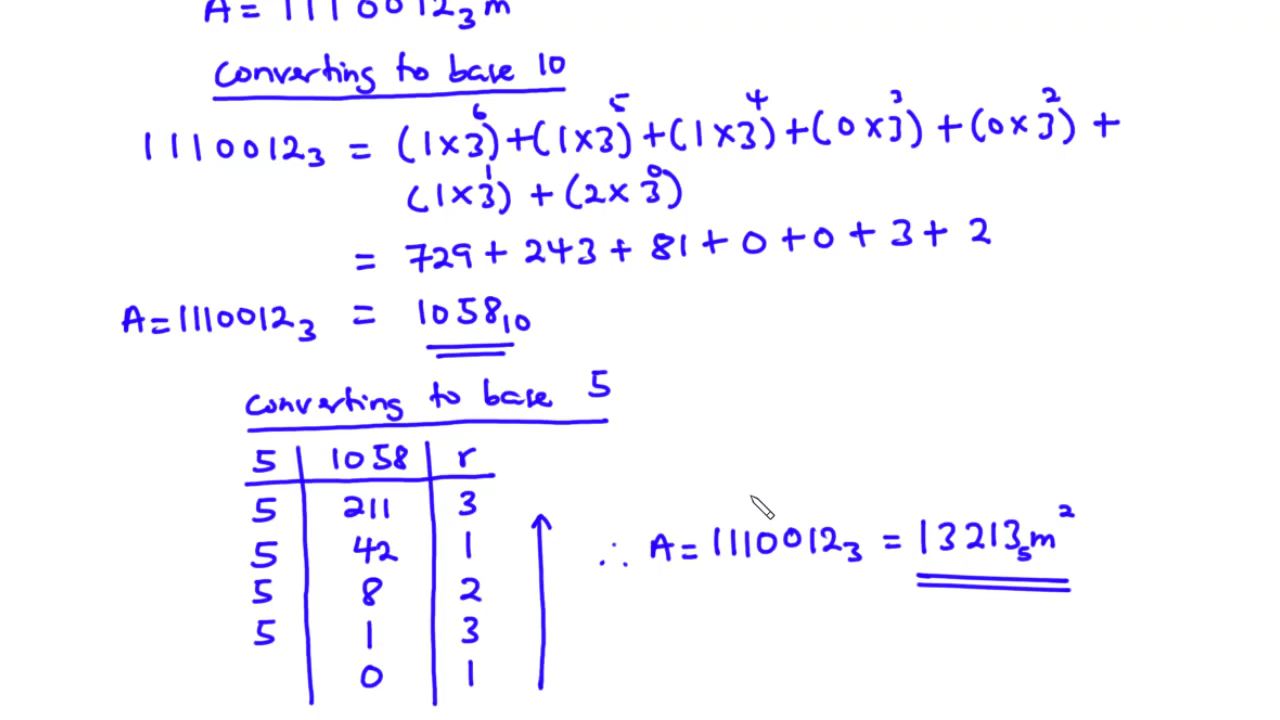 A = 1110012₃ m
Converting to base 10
1110012₃ = (1×3⁶)+(1×3⁵)+(1×3⁴)+(0×3³)+(0×3²)+
(1×3¹)+(2×3⁰)
= 729+243+81+0+0+3+2
A=1110012₃ = 1058₁₀
Converting to base 5
5 | 1058 | r
5 | 211 | 3
5 | 42 | 1
5 | 8 | 2
5 | 1 | 3
0 | 1
∴ A=1110012₃ = 13213₅m²